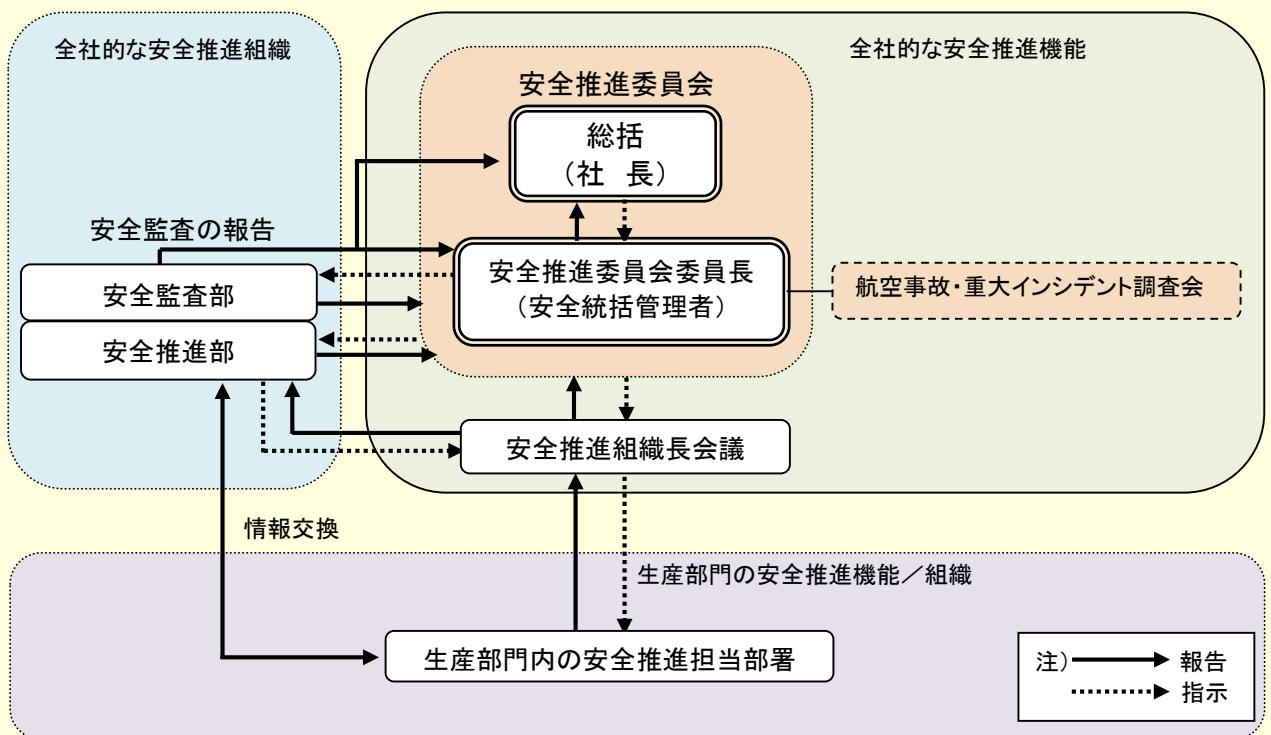 全社的な安全推進組織
全社的な安全推進機能
安全推進委員会
総括
（社　長）
安全監査の報告
安全監査部
安全推進委員会委員長
（安全統括管理者）
航空事故・重大インシデント調査会
安全推進部
安全推進組織長会議
情報交換
生産部門の安全推進機能／組織
生産部門内の安全推進担当部署
注） 報告
指示